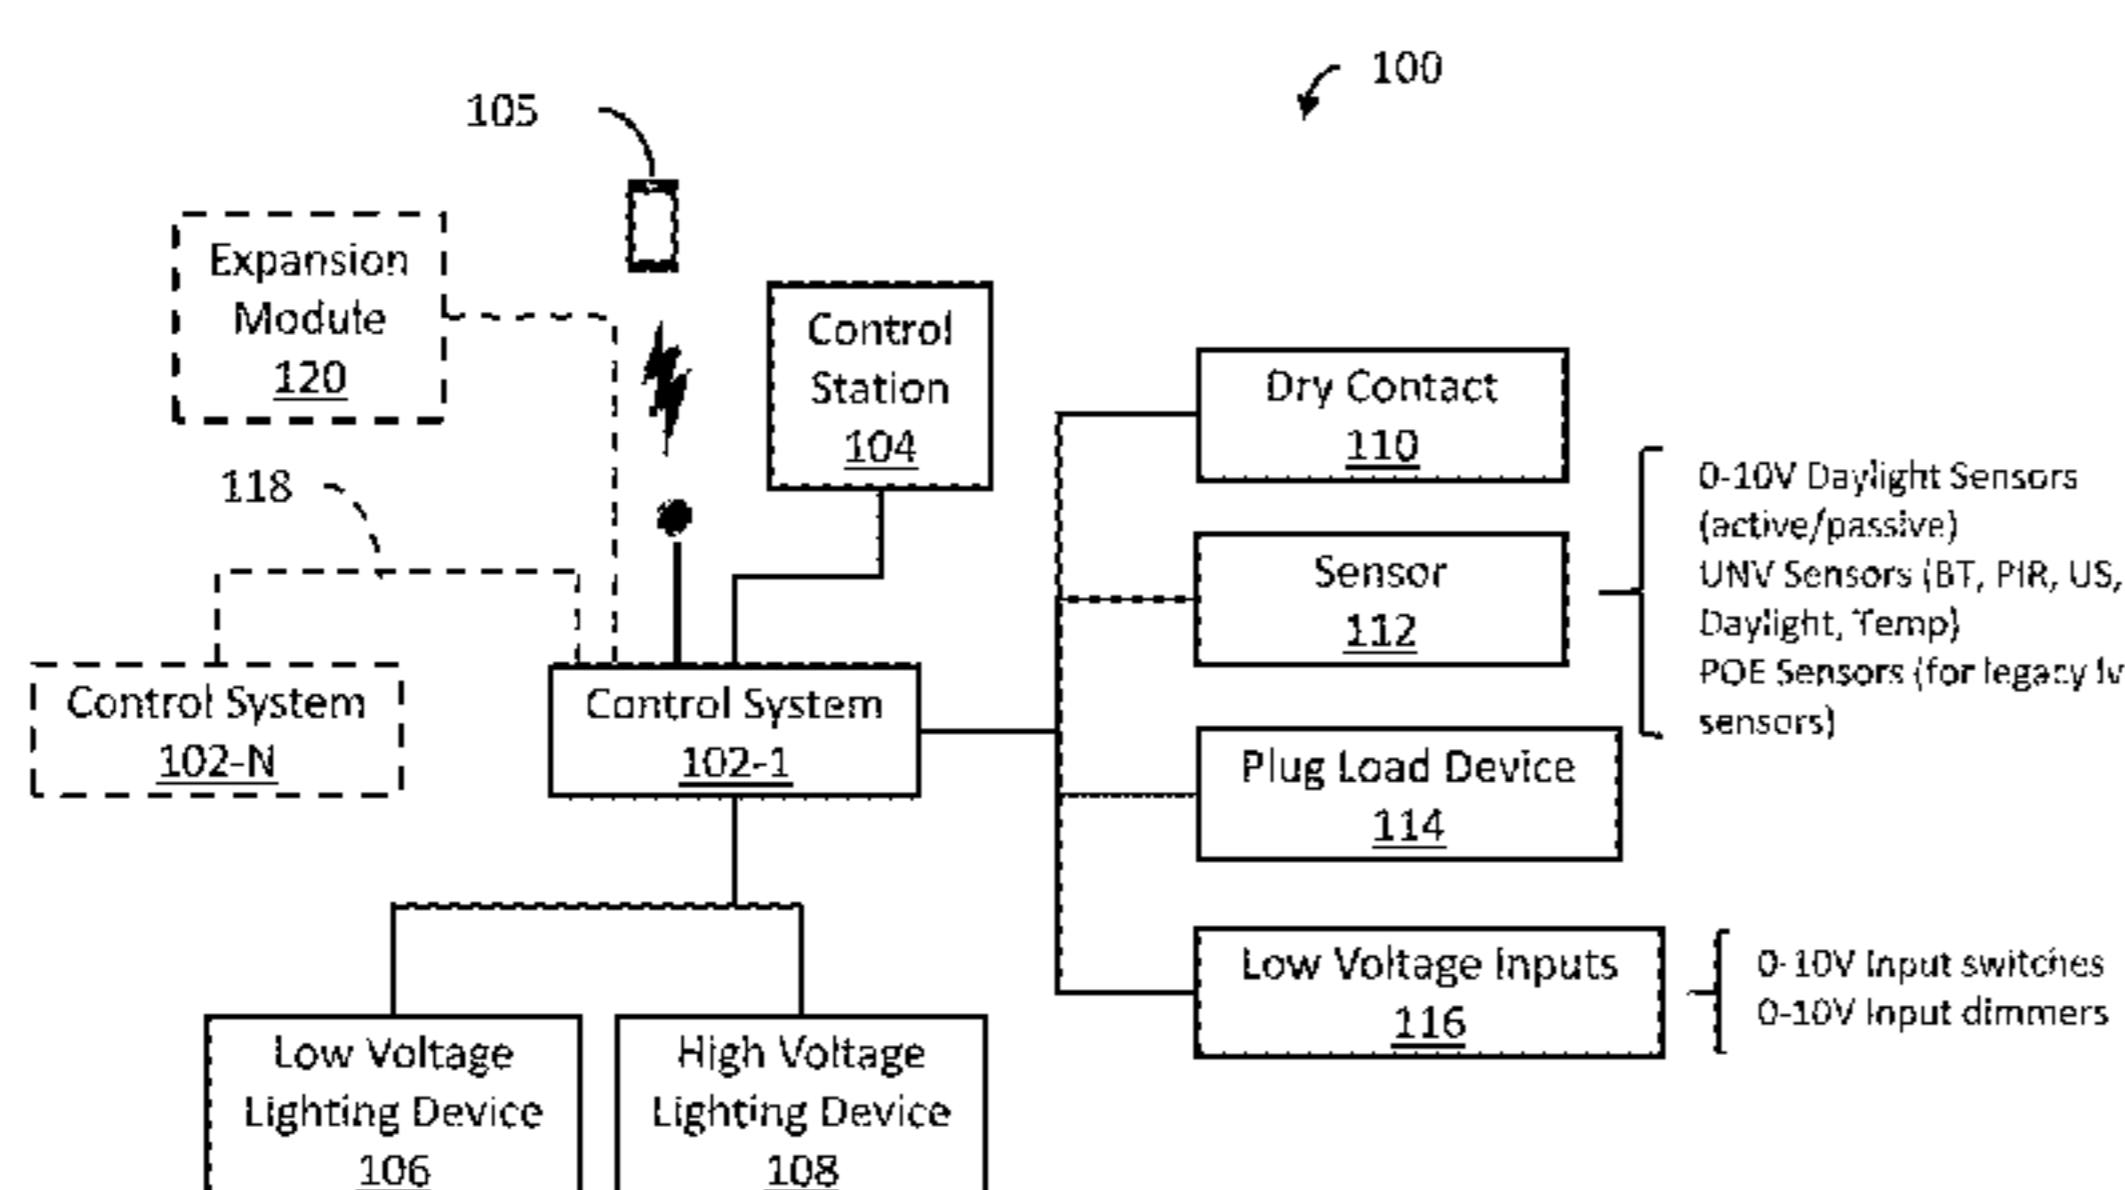 100
105
Expansion
Module
120
Control
Station
104
Dry Contact
110
118
0-10V Daylight Sensors
(active/passive)
UNV Sensors (BT, PIR, US,
Daylight, Temp)
POE Sensors (for legacy lv
sensors)
Sensor
112
Control System
102-N
Control System
102-1
Plug Load Device
114
Low Voltage Inputs
116
0-10V Input switches
0-10V Input dimmers
Low Voltage
Lighting Device
106
High Voltage
Lighting Device
108